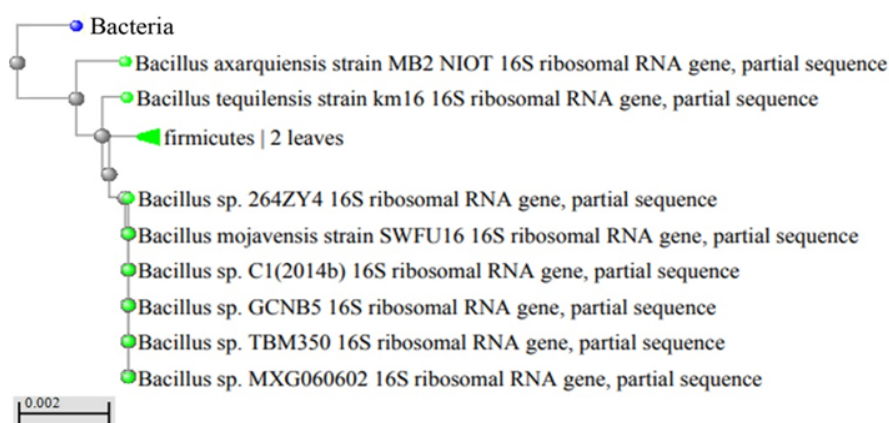 Bacteria
Bacillus axarquiensis strain MB2 NIOT 16S ribosomal RNA gene, partial sequence
Bacillus tequilensis strain km16 16S ribosomal RNA gene, partial sequence
firmicutes | 2 leaves
Bacillus sp. 264ZY4 16S ribosomal RNA gene, partial sequence
Bacillus mojavensis strain SWFU16 16S ribosomal RNA gene, partial sequence
Bacillus sp. C1(2014b) 16S ribosomal RNA gene, partial sequence
Bacillus sp. GCNB5 16S ribosomal RNA gene, partial sequence
Bacillus sp. TBM350 16S ribosomal RNA gene, partial sequence
Bacillus sp. MXG060602 16S ribosomal RNA gene, partial sequence
0.002